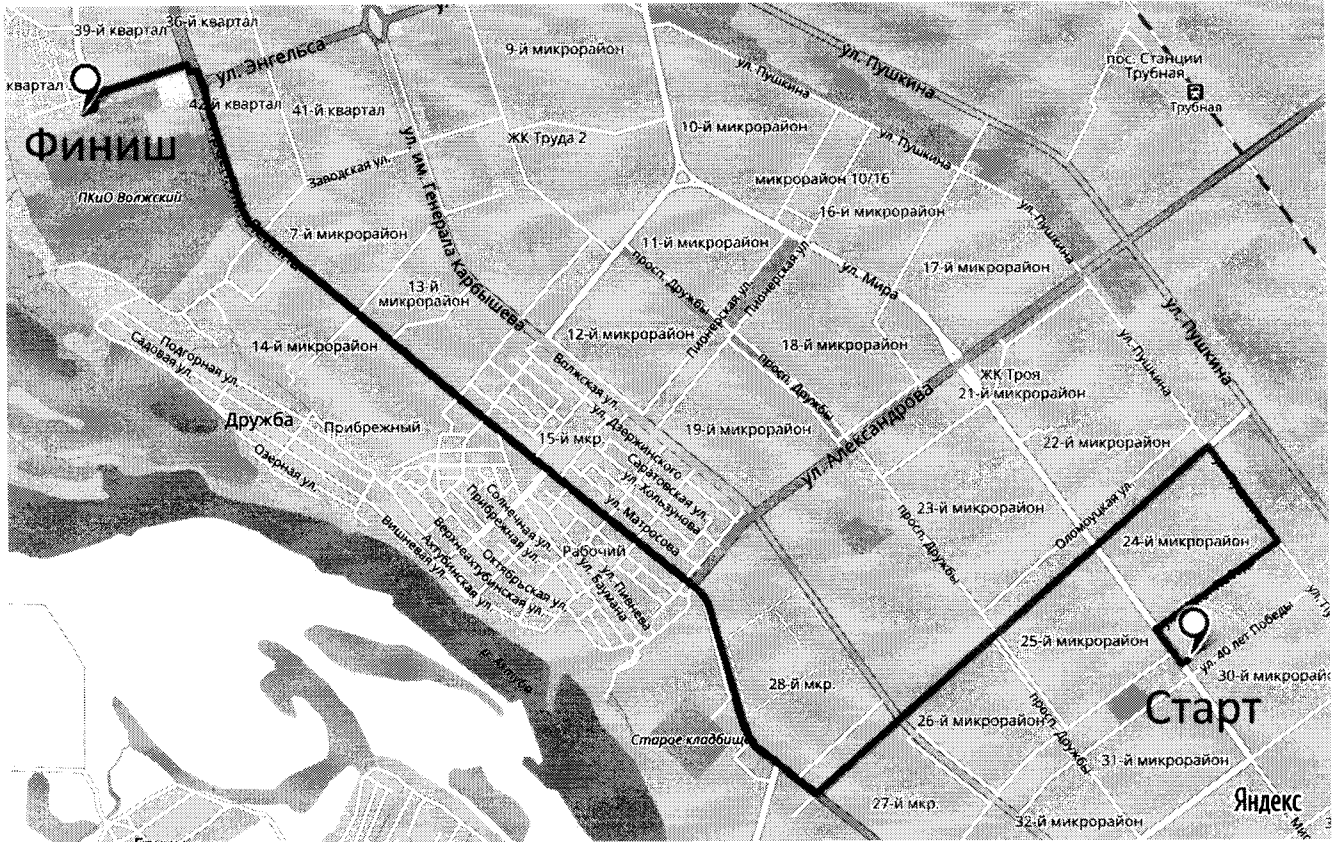 39-й квартал
36-й квартал
ул. Энгельса
квартал
42-й квартал
41-й квартал
Финиш
ПКиО Волжский
9-й микрорайон
ул. Пушкина
ул. Пушкина
пос. Станции
Трубная
Трубная
10-й микрорайон
ЖК Труда 2
ул. Пушкина
Заводская ул.
ул. им. Генерала Карбышева
микрорайон 10/16
16-й микрорайон
ул. Пушкина
7-й микрорайон
11-й микрорайон
просп. Дружбы
Пионерская ул.
Пионерская ул.
ул. Мира
17-й микрорайон
13-й
микрорайон
12-й микрорайон
14-й микрорайон
18-й микрорайон
ул. Пушкина
ул. Пушкина
Подгорная ул.
Садовая ул.
Волжская ул.
просп. Дружбы
ЖК Троя
21-й микрорайон
ул. Александрова
Дружба
Прибрежный
15-й мкр.
ул. Дзержинского
19-й микрорайон
22-й микрорайон
Озерная ул.
Саратовская ул.
ул. Хользунова
ул. Матросова
Солнечная ул.
Прибрежная ул.
Вишневая ул.
Верхнеахтубинская ул.
Ахтубинская ул.
Октябрьская ул.
Рабочий
ул. Баумана
ул. Пивнева
23-й микрорайон
просп. Дружбы
Оломоуцкая ул.
24-й микрорайон
25-й микрорайон
ул. 40 лет Победы
30-й микрорайо
Старт
р. Ахтуба
28-й мкр.
26-й микрорайон
просп. Дружбы
Старое кладбище
31-й микрорайон
27-й мкр.
32-й микрорайон
Яндекс